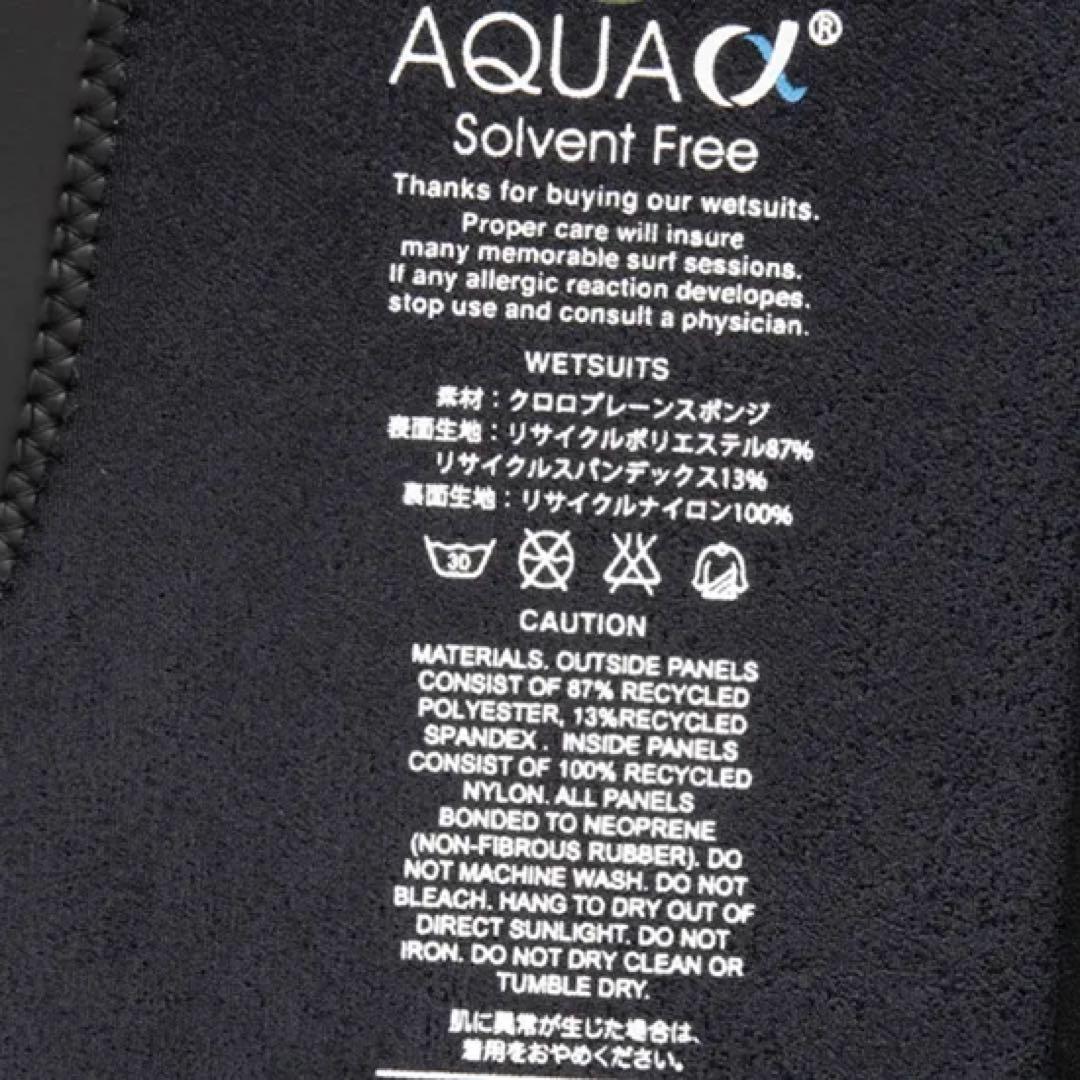 AQUA α®
Solvent Free
Thanks for buying our wetsuits.
Proper care will insure
many memorable surf sessions.
If any allergic reaction developes.
stop use and consult a physician.
WETSUITS
素材：クロロプレーンスポンジ
表面生地：リサイクルポリエステル87%
リサイクルスパンデックス13%
裏面生地：リサイクルナイロン100%
30
CAUTION
MATERIALS. OUTSIDE PANELS
CONSIST OF 87% RECYCLED
POLYESTER, 13%RECYCLED
SPANDEX . INSIDE PANELS
CONSIST OF 100% RECYCLED
NYLON. ALL PANELS
BONDED TO NEOPRENE
(NON-FIBROUS RUBBER). DO
NOT MACHINE WASH. DO NOT
BLEACH. HANG TO DRY OUT OF
DIRECT SUNLIGHT. DO NOT
IRON. DO NOT DRY CLEAN OR
TUMBLE DRY.
肌に異常が生じた場合は、
着用をおやめください。